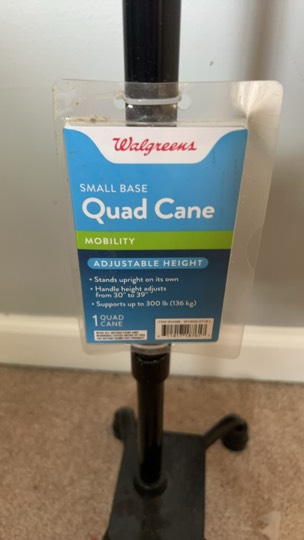 Walgreens
SMALL BASE
Quad Cane
MOBILITY
ADJUSTABLE HEIGHT
• Stands upright on its own
• Handle height adjusts
from 30" to 39"
• Supports up to 300 lb (136 kg)
1 QUAD
CANE